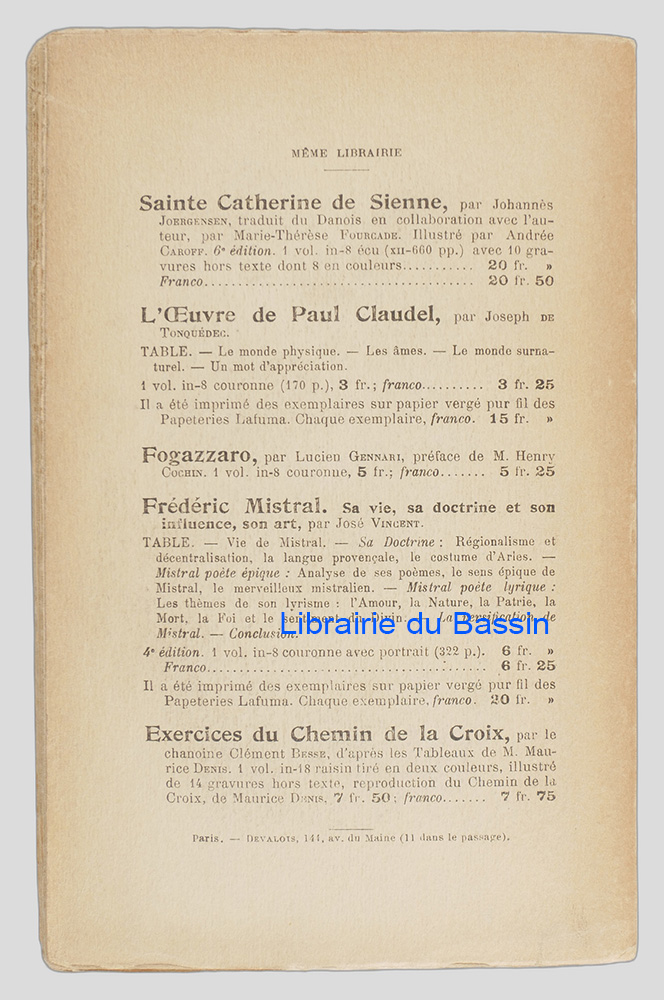 MÊME LIBRAIRIE
Sainte Catherine de Sienne, par Johannès
JOERGENSEN, traduit du Danois en collaboration avec l'au-
teur, par Marie-Thérèse FOURCADE. Illustré par Andrée
CAROFF. 6e édition. 1 vol. in-8 écu (XII-660 pp.) avec 10 gra-
vures hors texte dont 8 en couleurs........... 20 fr. »
Franco....................................... 20 fr. 50
L'Œuvre de Paul Claudel, par Joseph DE
TONQUÉDEC.
TABLE. — Le monde physique. — Les âmes. — Le monde surna-
turel. — Un mot d'appréciation.
1 vol. in-8 couronne (170 p.), 3 fr.; franco.......... 3 fr. 25
Il a été imprimé des exemplaires sur papier vergé pur fil des
Papeteries Lafuma. Chaque exemplaire, franco. 15 fr. »
Fogazzaro, par Lucien GENNARI, préface de M. Henry
COCHIN. 1 vol. in-8 couronne, 5 fr.; franco....... 5 fr. 25
Frédéric Mistral. Sa vie, sa doctrine et son
influence, son art, par José VINCENT.
TABLE. — Vie de Mistral. — Sa Doctrine : Régionalisme et
décentralisation, la langue provençale, le costume d'Arles. —
Mistral poète épique : Analyse de ses poèmes, le sens épique de
Mistral, le merveilleux mistralien. — Mistral poète lyrique :
Les thèmes de son lyrisme : l'Amour, la Nature, la Patrie, la
Mort, la Foi et le sentiment du Divin. — La Versification de
Librairie du Bassin
Mistral. — Conclusion.
4e édition. 1 vol. in-8 couronne avec portrait (322 p.). 6 fr. »
Franco....................................... 6 fr. 25
Il a été imprimé des exemplaires sur papier vergé pur fil des
Papeteries Lafuma. Chaque exemplaire, franco. 20 fr. »
Exercices du Chemin de la Croix, par le
chanoine Clément BESSE, d'après les Tableaux de M. Mau-
rice DENIS. 1 vol. in-18 raisin tiré en deux couleurs, illustré
de 14 gravures hors texte, reproduction du Chemin de la
Croix, de Maurice DENIS, 7 fr. 50; franco....... 7 fr. 75
Paris. — DEVALOIS, 144, av. du Maine (11 dans le passage).